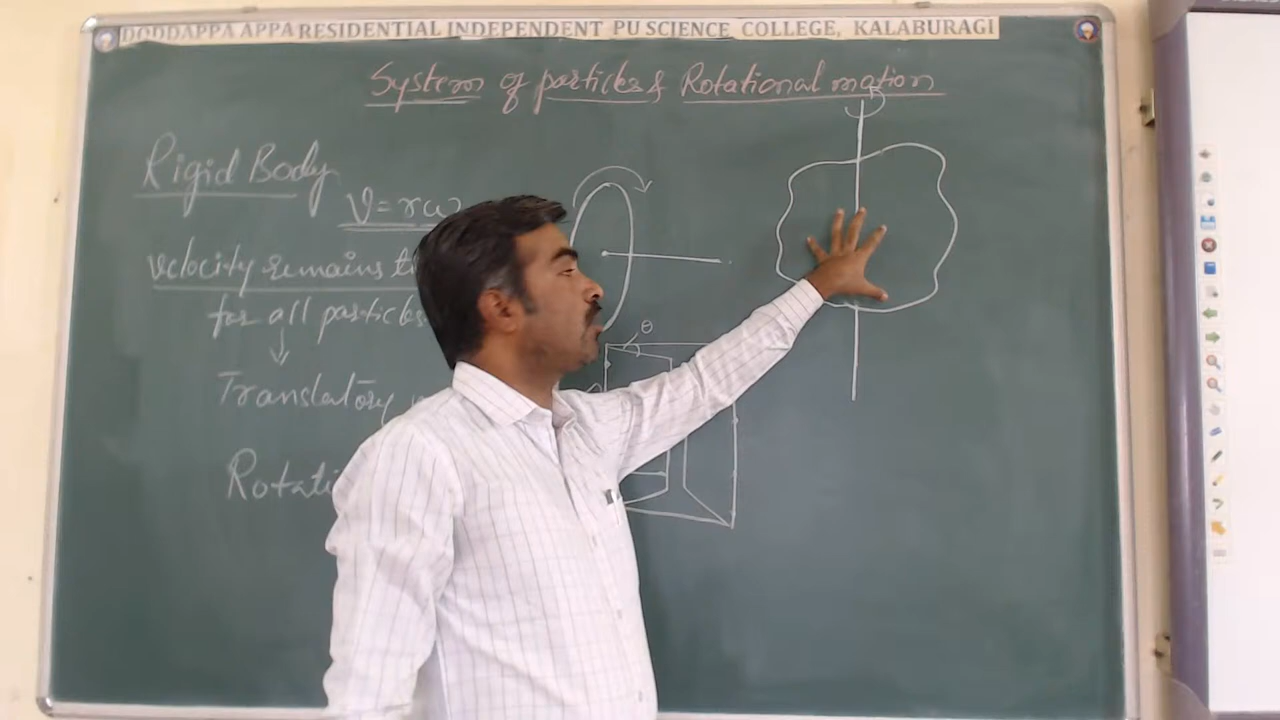 DODDAPPA APPA RESIDENTIAL INDEPENDENT PU SCIENCE COLLEGE, KALABURAGI
System of particles & Rotational motion
Rigid Body
V = rω
velocity remains
for all particles
Translatory
Rotati
θ